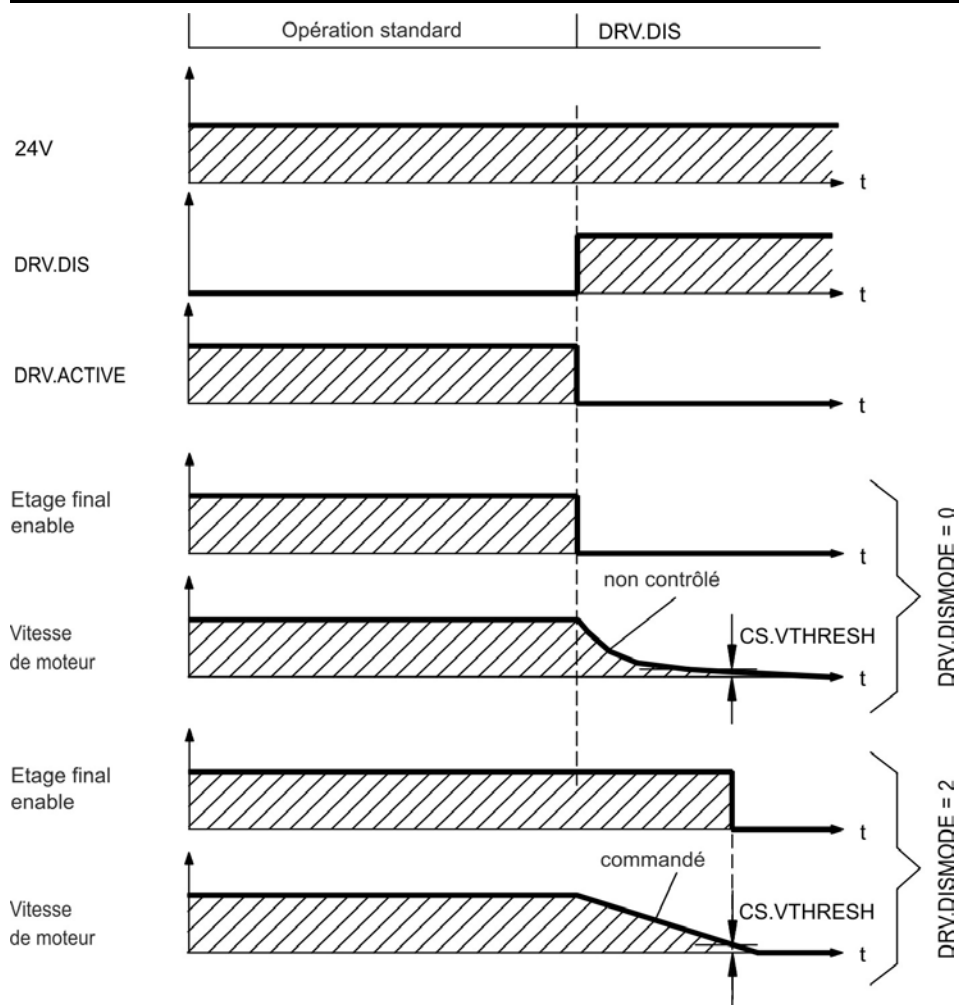 Opération standard
DRV.DIS
24V
t
DRV.DIS
t
DRV.ACTIVE
t
Etage final
enable
t
non contrôlé
CS.VTHRESH
Vitesse
de moteur
t
DRV.DISMODE = 0
Etage final
enable
t
commandé
CS.VTHRESH
Vitesse
de moteur
t
DRV.DISMODE = 2